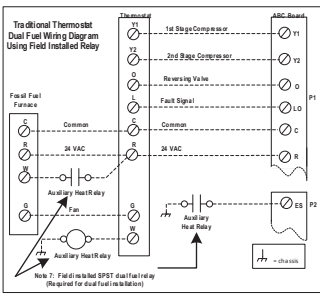 Traditional Thermostat
Dual Fuel Wiring Diagram
Using Field Installed Relay
Thermostat
ABC Board
Y1
1st Stage Compressor
Y1
Y2
2nd Stage Compressor
Y2
O
Reversing Valve
O
P1
L
Fault Signal
LO
Fossil Fuel
Furnace
C
Common
C
Common
C
R
24 VAC
R
24 VAC
R
W
Auxiliary Heat Relay
G
Fan
G
ES
P2
Auxiliary
Heat Relay
W
Auxiliary Heat Relay
= chassis
Note 7: Field installed SPST dual fuel relay
(Required for dual fuel installation)